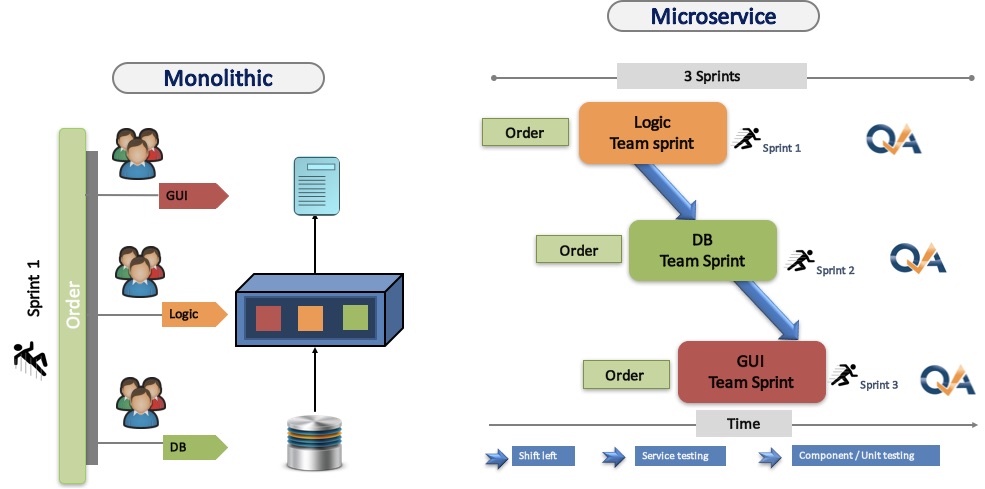 Microservice
Monolithic
3 Sprints
Order
Logic
Team sprint
Sprint 1
QA
GUI
Sprint 1
Order
Logic
Order
DB
Team Sprint
Sprint 2
QA
DB
Order
GUI
Team Sprint
Sprint 3
QA
Time
Shift left
Service testing
Component / Unit testing